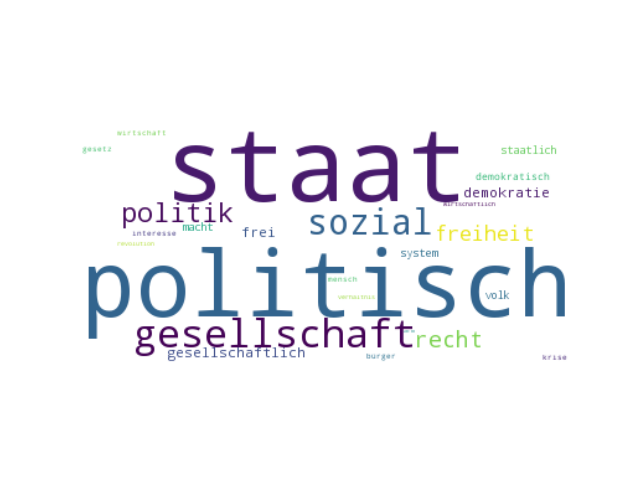 wirtschaft
staat
gesetz
staatlich
demokratisch
demokratie
wirtschaftlich
politik
sozial
macht
freiheit
interesse
frei
revolution
system
politisch
mensch
volk
verhältnis
gesellschaft
recht
gesellschaftlich
burger
krise